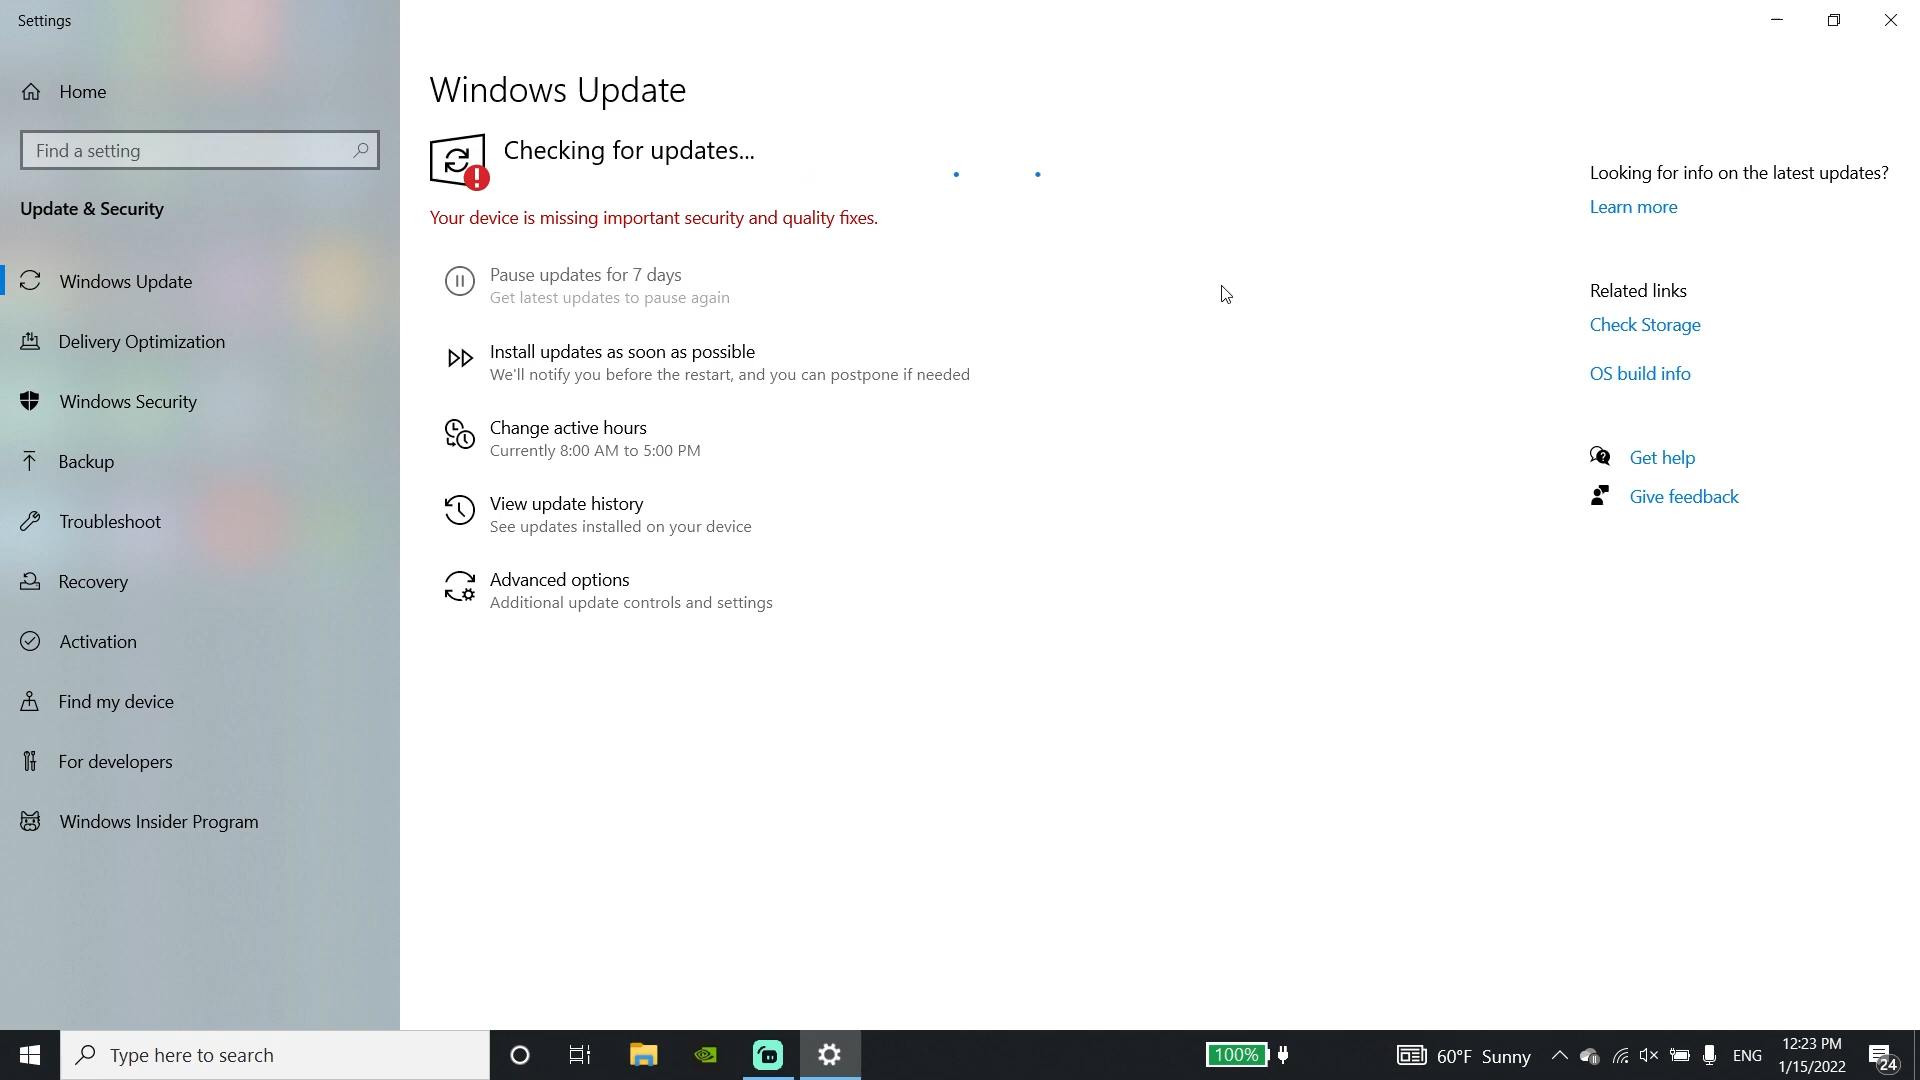 Settings
Home
Find a setting
Update & Security
Windows Update
Delivery Optimization
Windows Security
Backup
Troubleshoot
Recovery
Activation
Find my device
For developers
Windows Insider Program
Windows Update
Checking for updates...
Your device is missing important security and quality fixes.
Pause updates for 7 days
Get latest updates to pause again
Install updates as soon as possible
We'll notify you before the restart, and you can postpone if needed
Change active hours
Currently 8:00 AM to 5:00 PM
View update history
See updates installed on your device
Advanced options
Additional update controls and settings
Looking for info on the latest updates?
Learn more
Related links
Check Storage
OS build info
Get help
Give feedback
Type here to search
100%
60°F Sunny
ENG
12:23 PM
1/15/2022
24